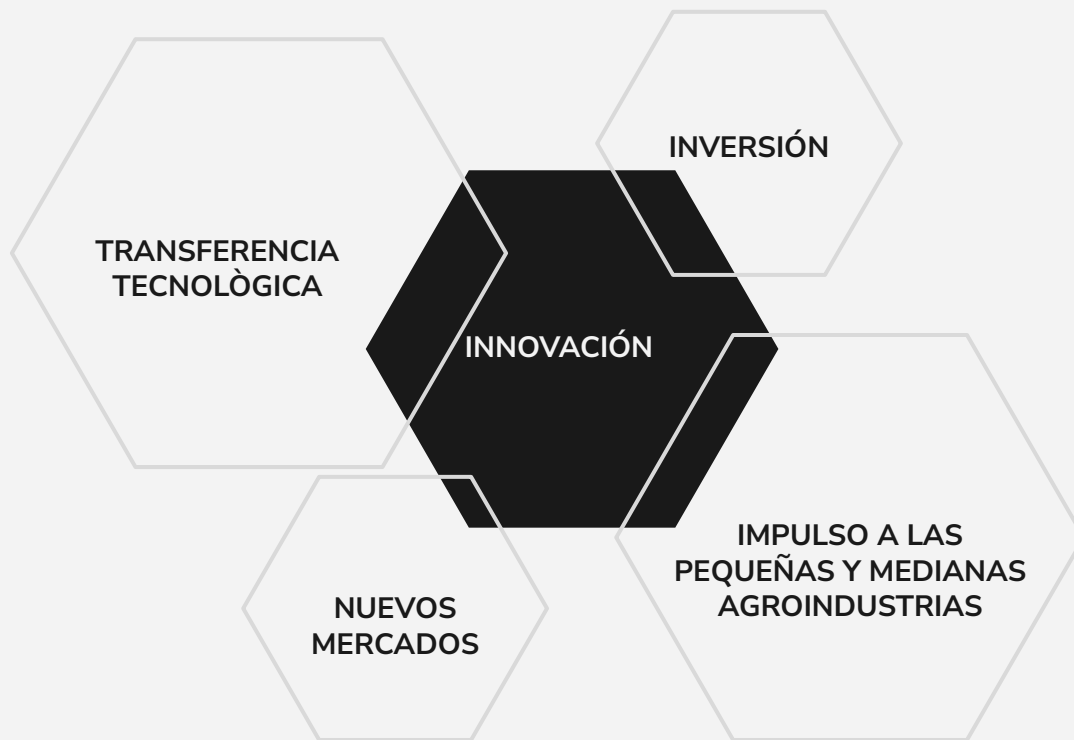 INVERSIÓN
TRANSFERENCIA
TECNOLÒGICA
INNOVACIÓN
IMPULSO A LAS
PEQUEÑAS Y MEDIANAS
AGROINDUSTRIAS
NUEVOS
MERCADOS